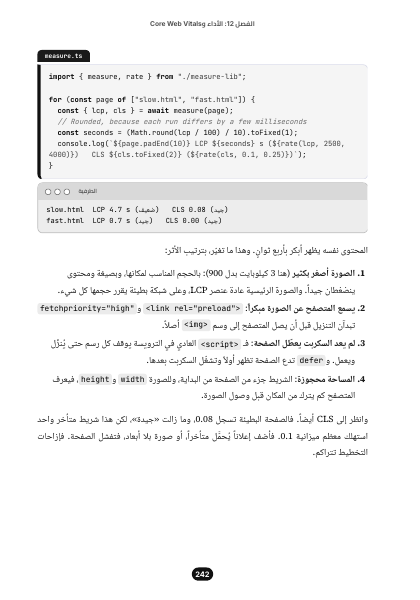 الفصل 12: الأداء وCore Web Vitals
measure.ts
import { measure, rate } from "./measure-lib";
for (const page of ["slow.html", "fast.html"]) {
const { lcp, cls } = await measure(page);
// Rounded, because each run differs by a few milliseconds
const seconds = (Math.round(lcp / 100) / 10).toFixed(1);
console.log(`${page.padEnd(10)} LCP ${seconds} s (${rate(lcp, 2500,
4000)})   CLS ${cls.toFixed(2)} (${rate(cls, 0.1, 0.25)})`);
}
الطرفية
slow.html  LCP 4.7 s (ضعيف)   CLS 0.08 (جيد)
fast.html  LCP 0.7 s (جيد)   CLS 0.00 (جيد)
المحتوى نفسه يظهر أبكر بأربع ثوانٍ. وهذا ما تغيّر، بترتيب الأثر:
1. الصورة أصغر بكثير (هنا 3 كيلوبايت بدل 900): بالحجم المناسب لمكانها، وبصيغة ومحتوى
ينضغطان جيداً. والصورة الرئيسية عادة عنصر LCP، وعلى شبكة بطيئة يقرر حجمها كل شيء.
2. يسمع المتصفح عن الصورة مبكراً: <link rel="preload"> و fetchpriority="high"
تبدآن التنزيل قبل أن يصل المتصفح إلى وسم <img> أصلاً.
3. لم يعد السكربت يعطّل الصفحة: فـ <script> العادي في الترويسة يوقف كل رسم حتى يُنزَّل
ويعمل. و defer تدع الصفحة تظهر أولاً وتشغّل السكربت بعدها.
4. المساحة محجوزة: الشريط جزء من الصفحة من البداية، وللصورة width و height، فيعرف
المتصفح كم يترك من المكان قبل وصول الصورة.
وانظر إلى CLS أيضاً. فالصفحة البطيئة تسجل 0.08، وما زالت «جيدة»، لكن هذا شريط متأخر واحد
استهلك معظم ميزانية 0.1. فأضف إعلاناً يُحمَّل متأخراً، أو صورة بلا أبعاد، فتفشل الصفحة. فإزاحات
التخطيط تتراكم.
242